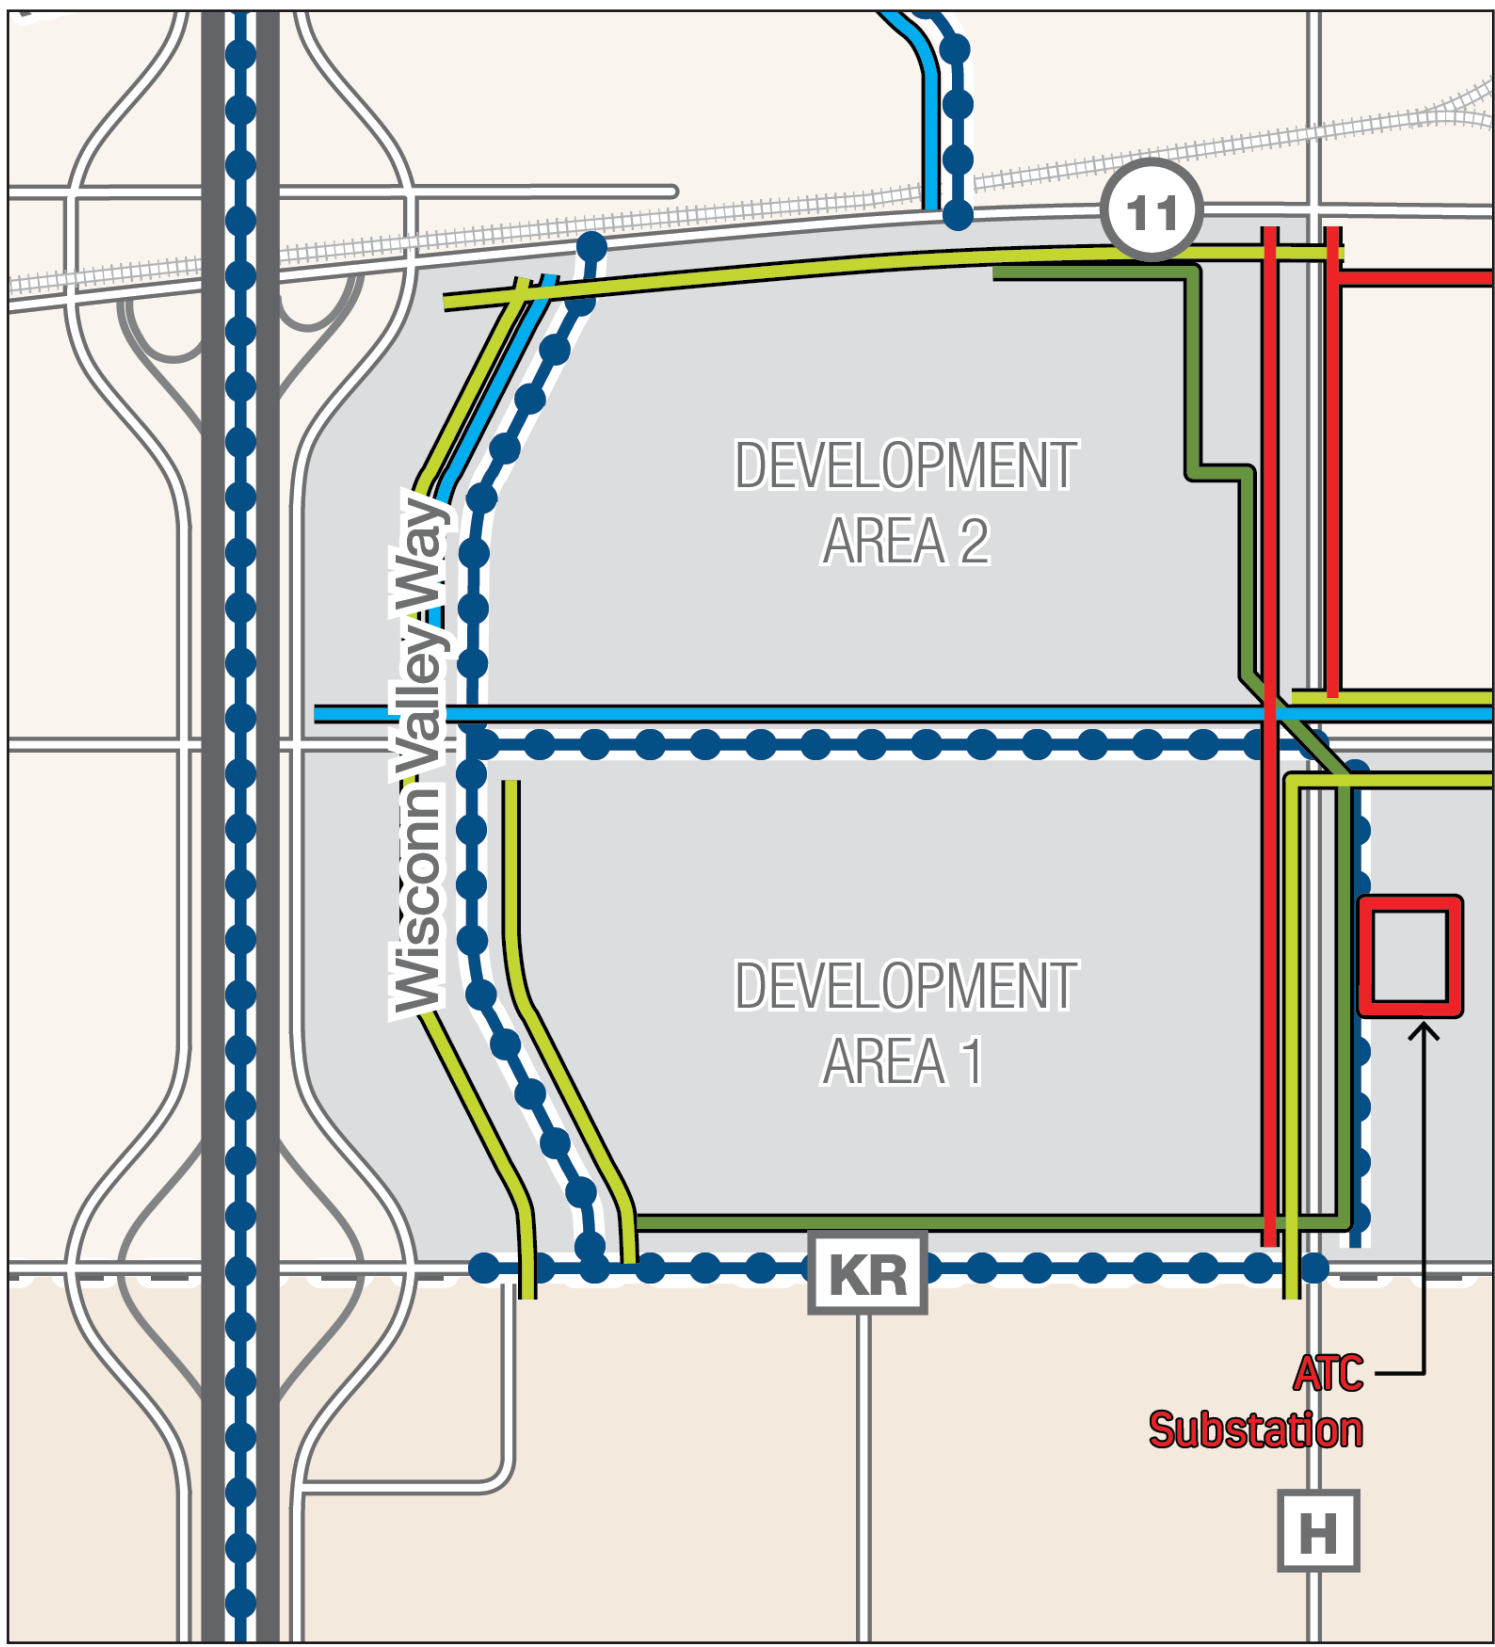 11
DEVELOPMENT
AREA 2
Wisconn Valley Way
DEVELOPMENT
AREA 1
KR
ATC
Substation
H